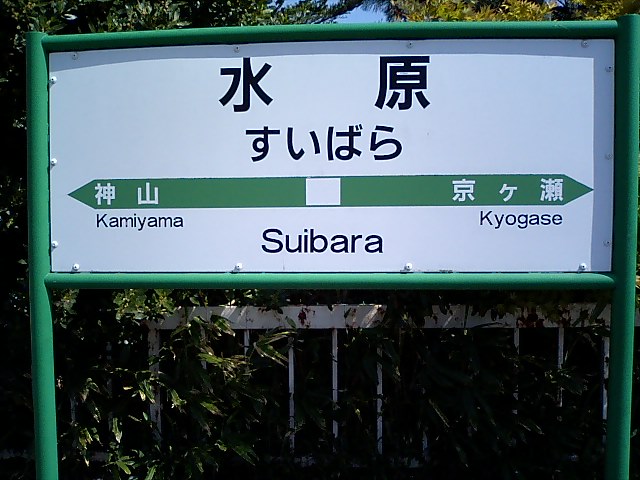 水原
すいばら
神山 京ヶ瀬
Kamiyama Kyogase
Suibara